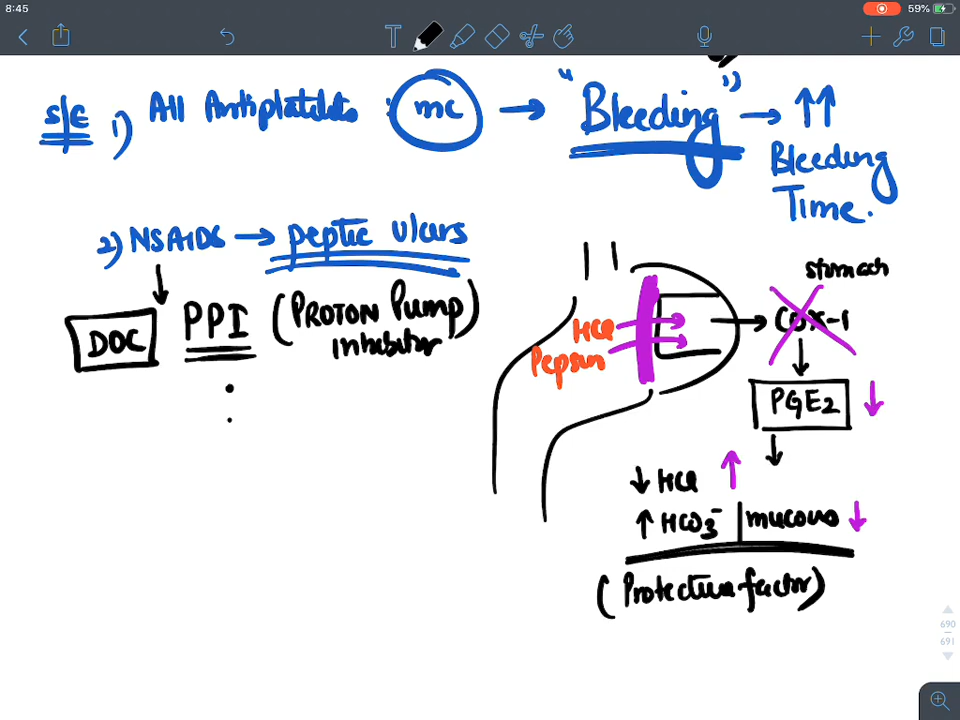 8:45
59%
T
S/E 1) All Antiplatelets : mc → "Bleeding" → ↑↑
Bleeding
Time.
2) NSAIDS → peptic ulcers
DOC PPI (PROTON Pump)
Inhibitor
stomach
HCl
Pepsin
→ COX-1
PGE2 ↓
↓ HCl ↑
↑ HCO3⁻ | mucous ↓
(Protective factor)
690
691